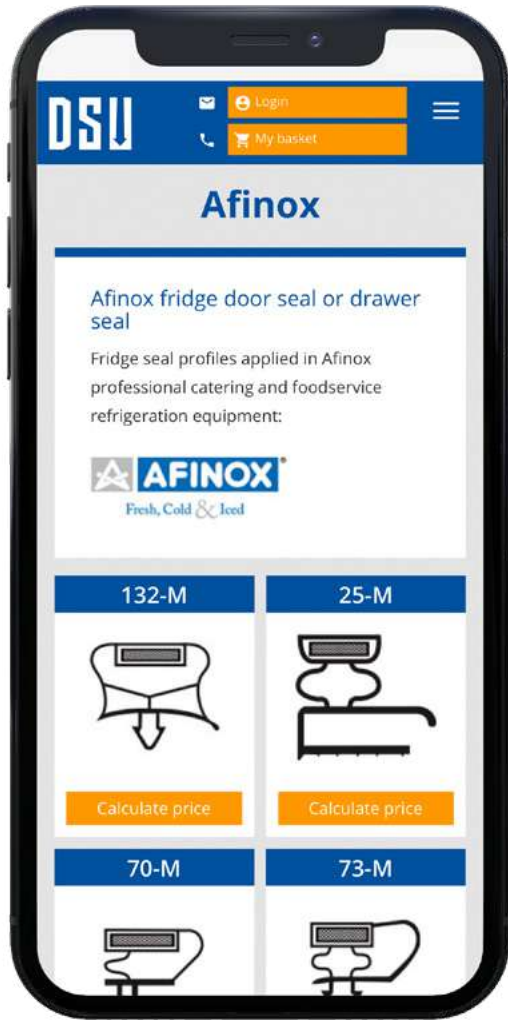 DSU
Login
My basket
Afinox
Afinox fridge door seal or drawer
seal
Fridge seal profiles applied in Afinox
professional catering and foodservice
refrigeration equipment:
AFINOX®
Fresh, Cold & Iced
132-M
25-M
Calculate price
Calculate price
70-M
73-M